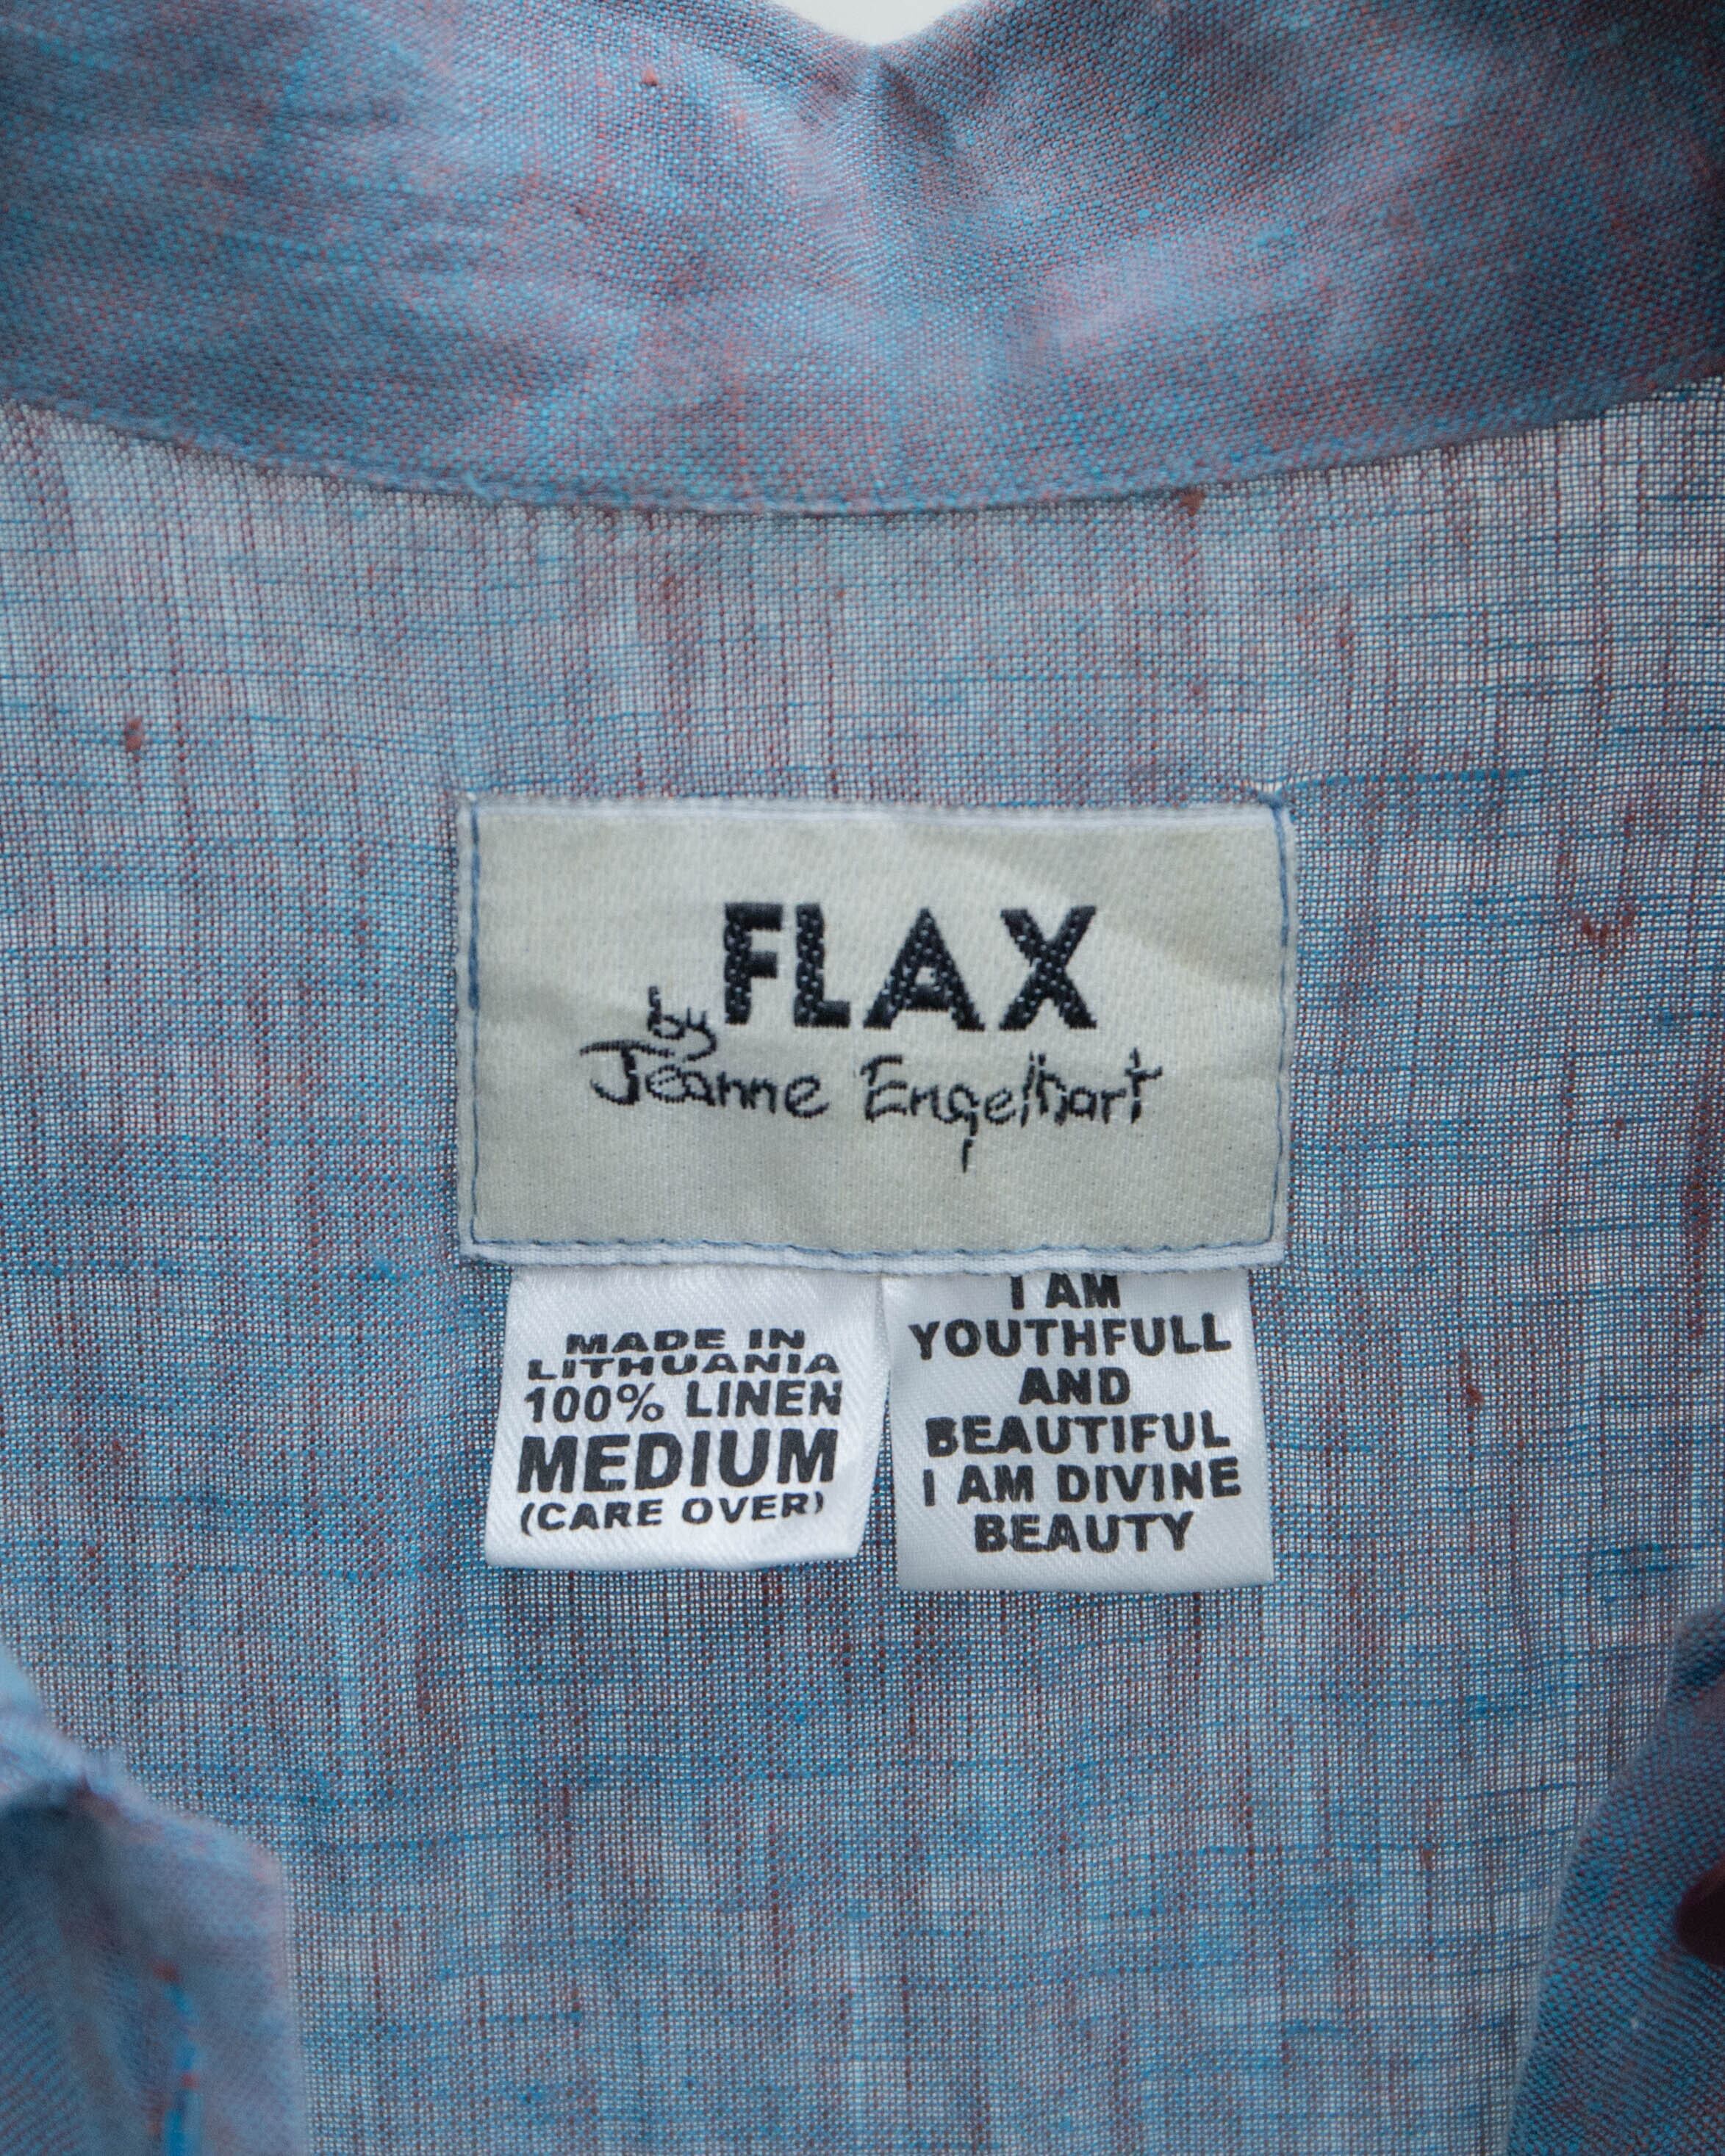 FLAX
by
Jeanne Engelhart
MADE IN
LITHUANIA
100% LINEN
MEDIUM
(CARE OVER)
I AM
YOUTHFULL
AND
BEAUTIFUL
I AM DIVINE
BEAUTY